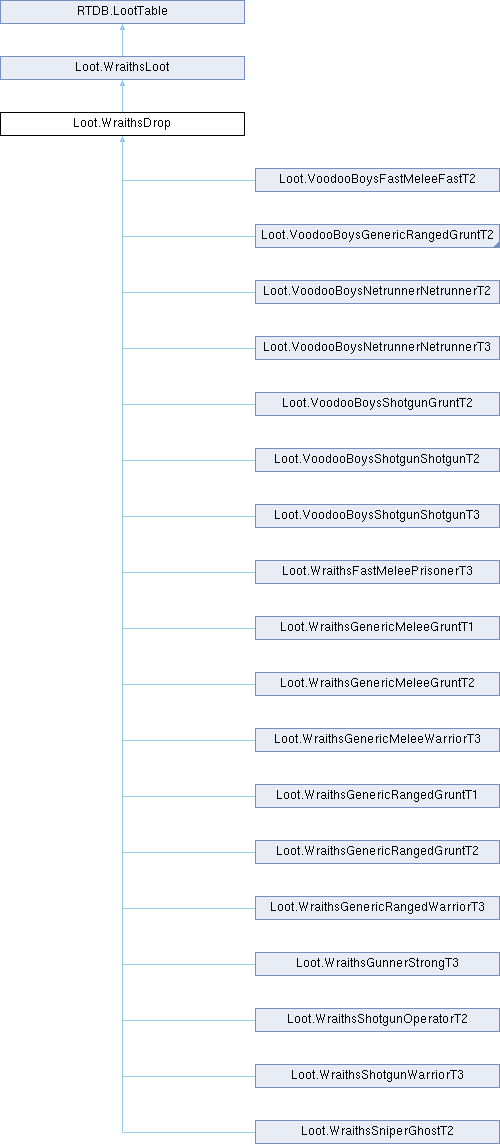 RTDB.LootTable
Loot.WraithsLoot
Loot.WraithsDrop
Loot.VoodooBoysFastMeleeFastT2
Loot.VoodooBoysGenericRangedGruntT2
Loot.VoodooBoysNetrunnerNetrunnerT2
Loot.VoodooBoysNetrunnerNetrunnerT3
Loot.VoodooBoysShotgunGruntT2
Loot.VoodooBoysShotgunShotgunT2
Loot.VoodooBoysShotgunShotgunT3
Loot.WraithsFastMeleePrisonerT3
Loot.WraithsGenericMeleeGruntT1
Loot.WraithsGenericMeleeGruntT2
Loot.WraithsGenericMeleeWarriorT3
Loot.WraithsGenericRangedGruntT1
Loot.WraithsGenericRangedGruntT2
Loot.WraithsGenericRangedWarriorT3
Loot.WraithsGunnerStrongT3
Loot.WraithsShotgunOperatorT2
Loot.WraithsShotgunWarriorT3
Loot.WraithsSniperGhostT2